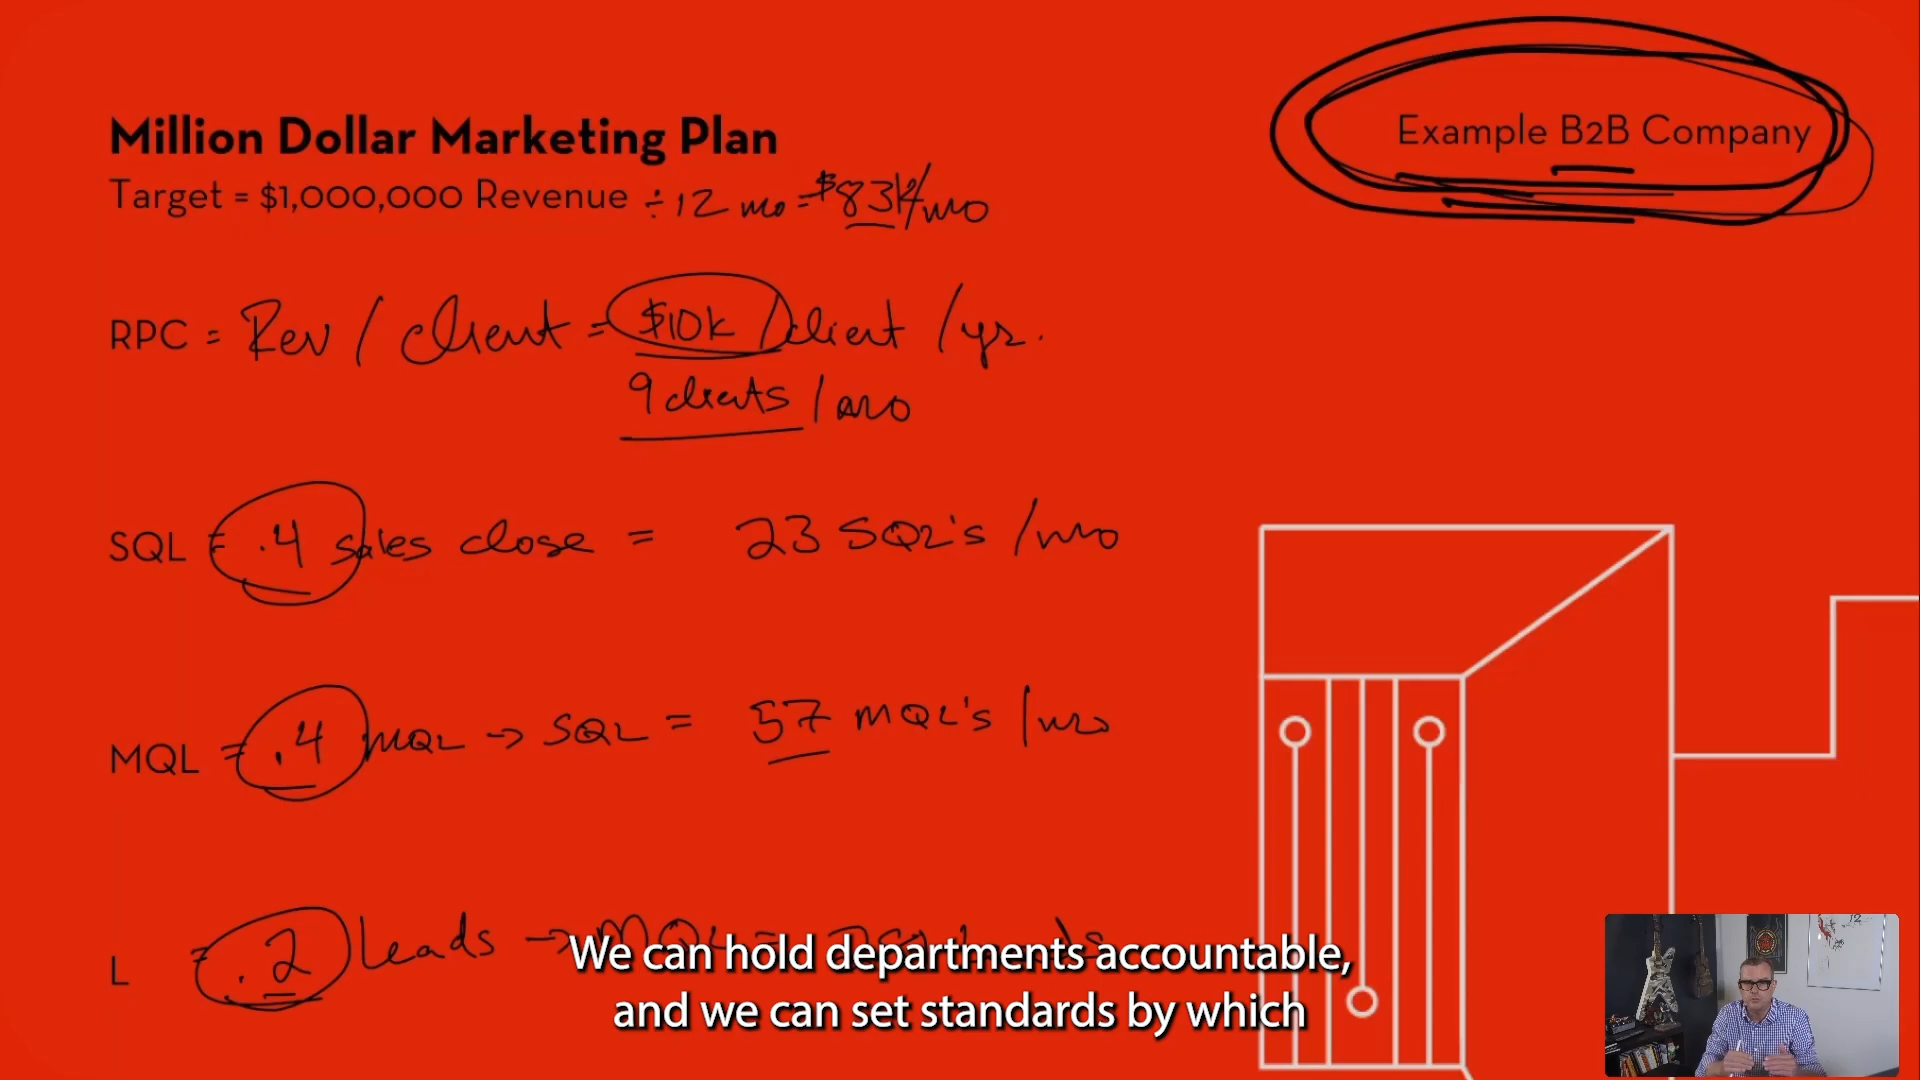 Example B2B Company
Million Dollar Marketing Plan
Target = $1,000,000 Revenue ÷ 12 mo = $83K/mo
RPC = Rev / client = $10K / client / yr.
9 clients / mo
SQL = .4 sales close = 23 SQL's / mo
MQL = .4 MQL → SQL = 57 MQL's / mo
L = .2 leads → MQL =
We can hold departments accountable,
and we can set standards by which